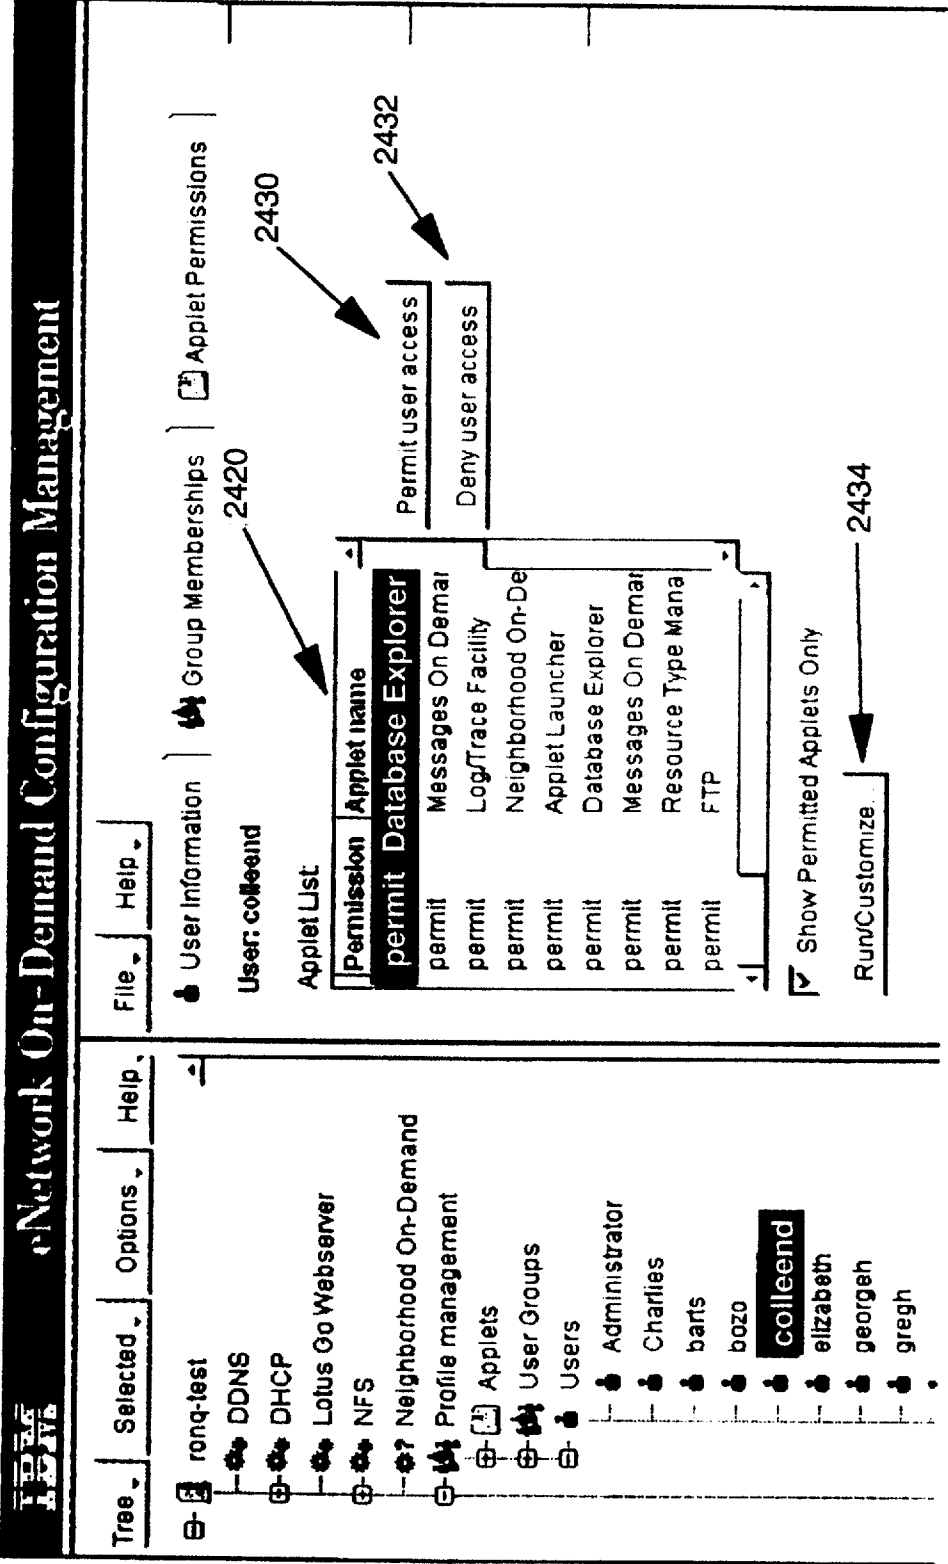 IBM eNetwork On-Demand Configuration Management
Tree Selected Options Help
ronq-test
DDNS
DHCP
Lotus Go Webserver
NFS
Neighborhood On-Demand
Profile management
Applets
User Groups
Users
Administrator
Charlies
barts
bozo
colleend
elizabeth
georgeh
gregh
File Help
User Information Group Memberships Applet Permissions
User: colleend
Applet List:
Permission Applet name
permit Database Explorer
permit Messages On Demar
permit Log/Trace Facility
permit Neighborhood On-De
permit Applet Launcher
permit Database Explorer
permit Messages On Demar
permit Resource Type Mana
permit FTP
Permit user access
Deny user access
Show Permitted Applets Only
Run/Customize...
2420
2430
2432
2434